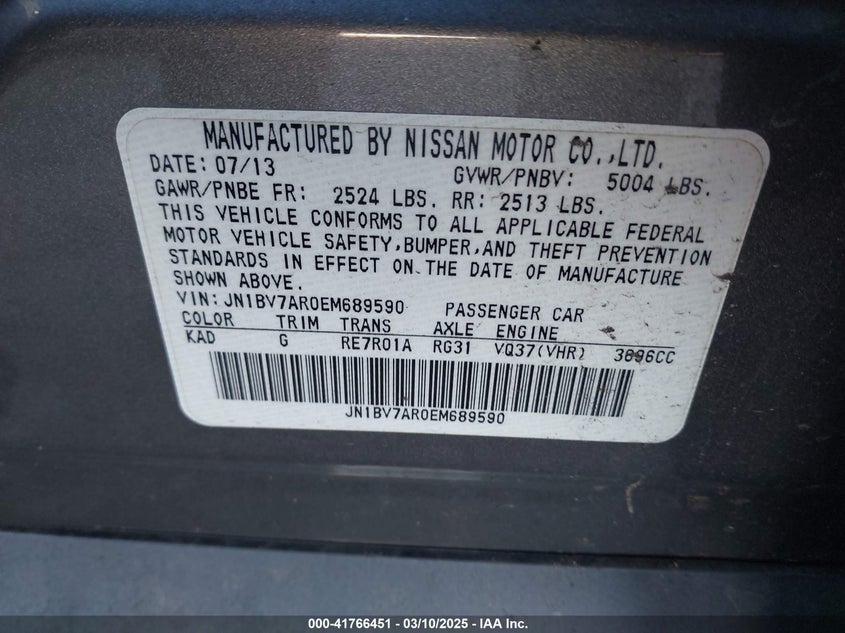 MANUFACTURED BY NISSAN MOTOR CO.,LTD.
DATE: 07/13 GVWR/PNBV: 5004 LBS.
GAWR/PNBE FR: 2524 LBS. RR: 2513 LBS.
THIS VEHICLE CONFORMS TO ALL APPLICABLE FEDERAL
MOTOR VEHICLE SAFETY,BUMPER,AND THEFT PREVENTION
STANDARDS IN EFFECT ON THE DATE OF MANUFACTURE
SHOWN ABOVE.
VIN: JN1BV7AR0EM689590 PASSENGER CAR
COLOR TRIM TRANS AXLE ENGINE
KAD G RE7R01A RG31 VQ37(VHR) 3696CC
JN1BV7AR0EM689590
000-41766451 - 03/10/2025 - IAA Inc.